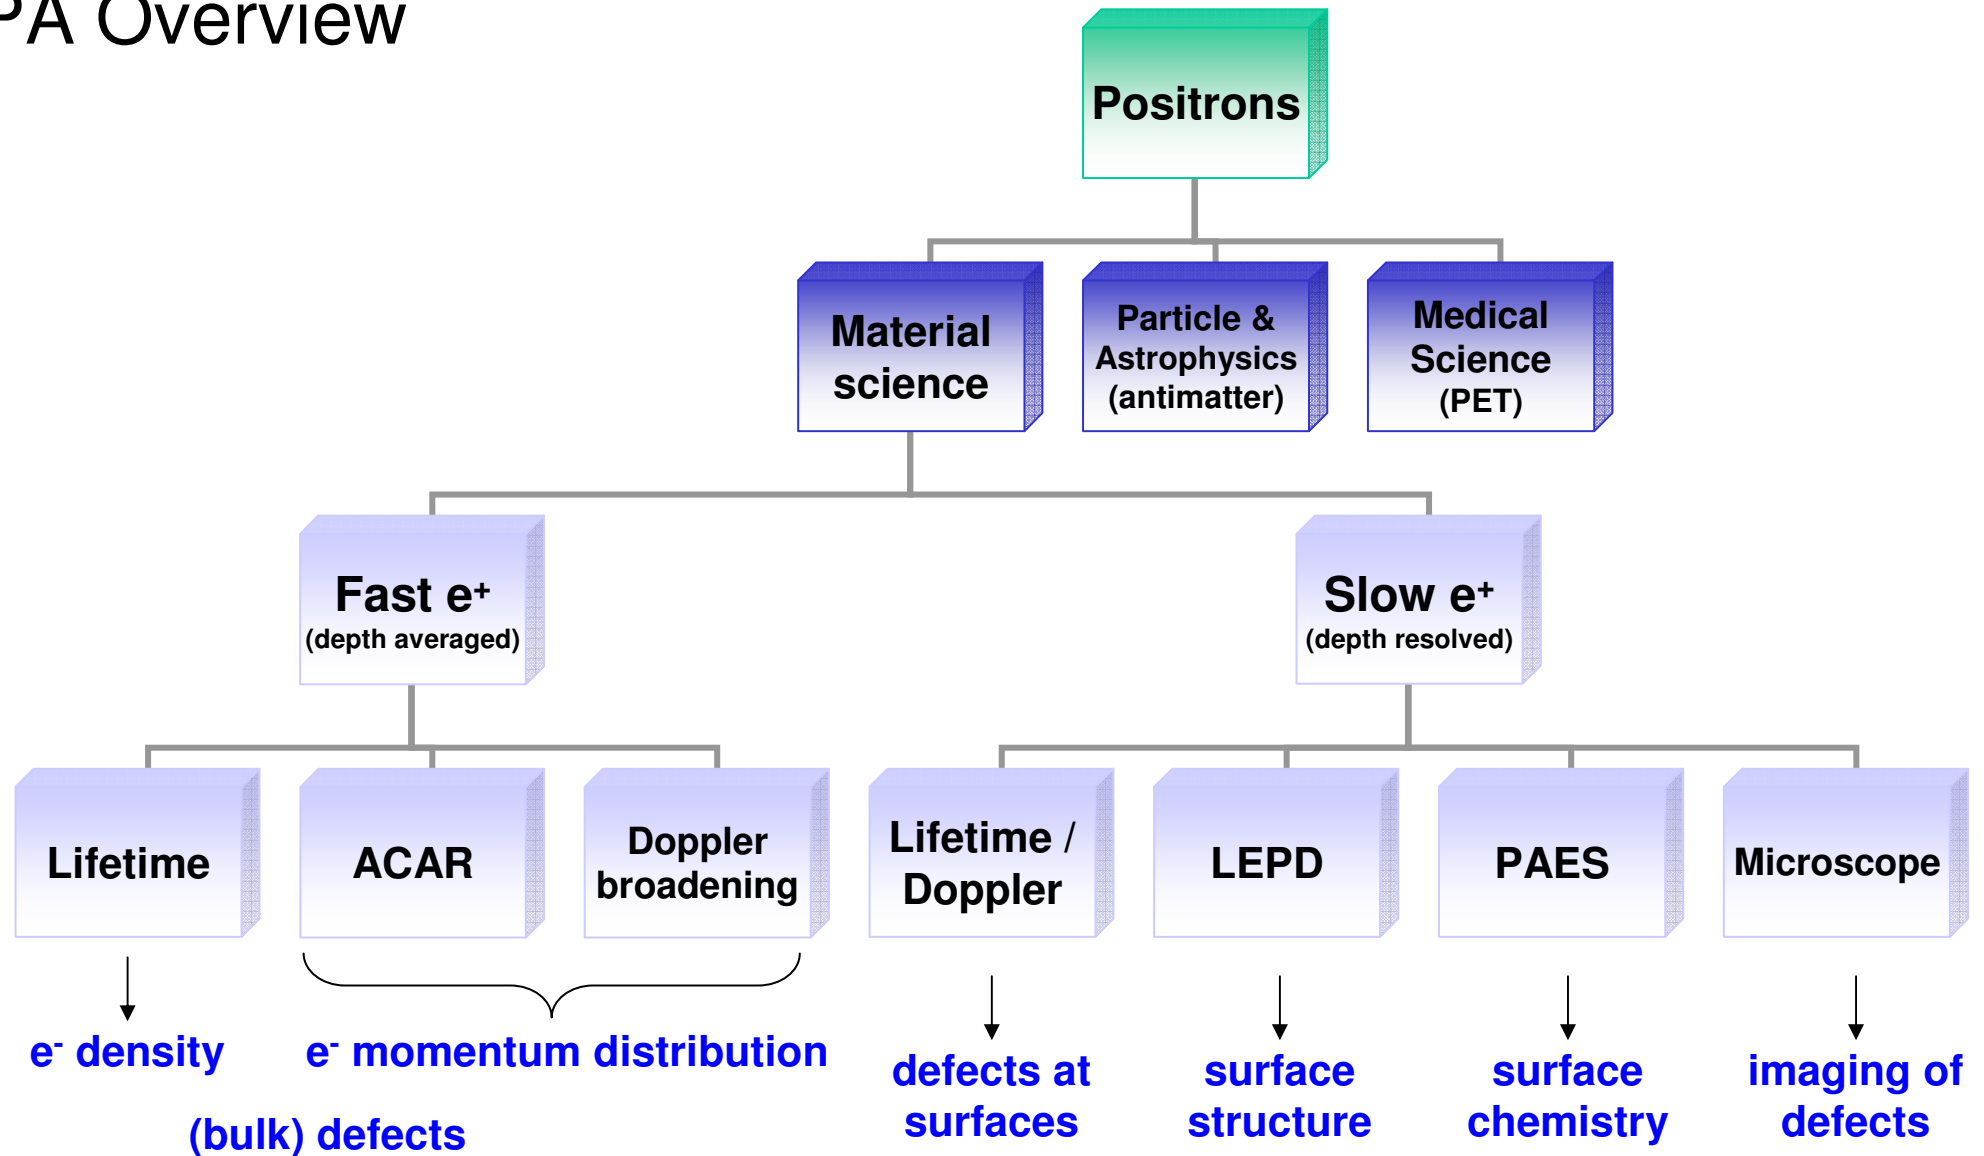 PA Overview
Positrons
Material
science
Particle &
Astrophysics
(antimatter)
Medical
Science
(PET)
Fast e⁺
(depth averaged)
Slow e⁺
(depth resolved)
Lifetime
ACAR
Doppler
broadening
Lifetime /
Doppler
LEPD
PAES
Microscope
e⁻ density
e⁻ momentum distribution
(bulk) defects
defects at
surfaces
surface
structure
surface
chemistry
imaging of
defects